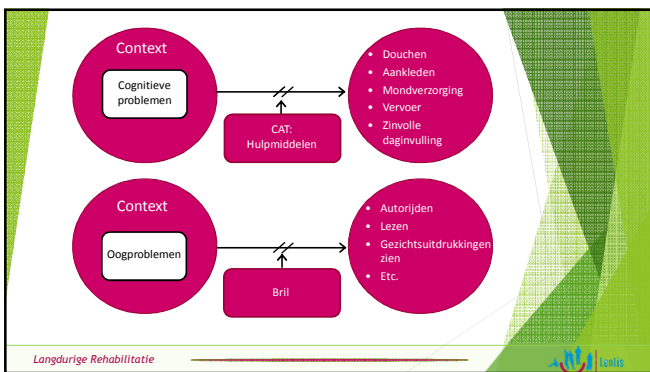 Context
Cognitieve
problemen
CAT:
Hulpmiddelen
• Douchen
• Aankleden
• Mondverzorging
• Vervoer
• Zinvolle
daginvulling
Context
Oogproblemen
Bril
• Autorijden
• Lezen
• Gezichtsuitdrukkingen
zien
• Etc.
Langdurige Rehabilitatie
Lentis